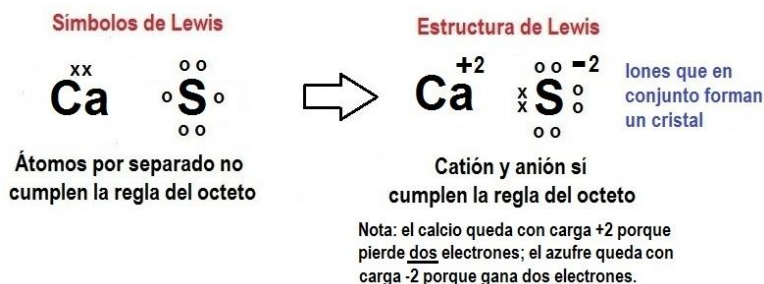 Símbolos de Lewis
xx
Ca
o o
o S o
o o
Átomos por separado no
cumplen la regla del octeto
Estructura de Lewis
Ca +2
o o -2
x S o
x o
o o
Iones que en
conjunto forman
un cristal
Catión y anión sí
cumplen la regla del octeto
Nota: el calcio queda con carga +2 porque
pierde dos electrones; el azufre queda con
carga -2 porque gana dos electrones.